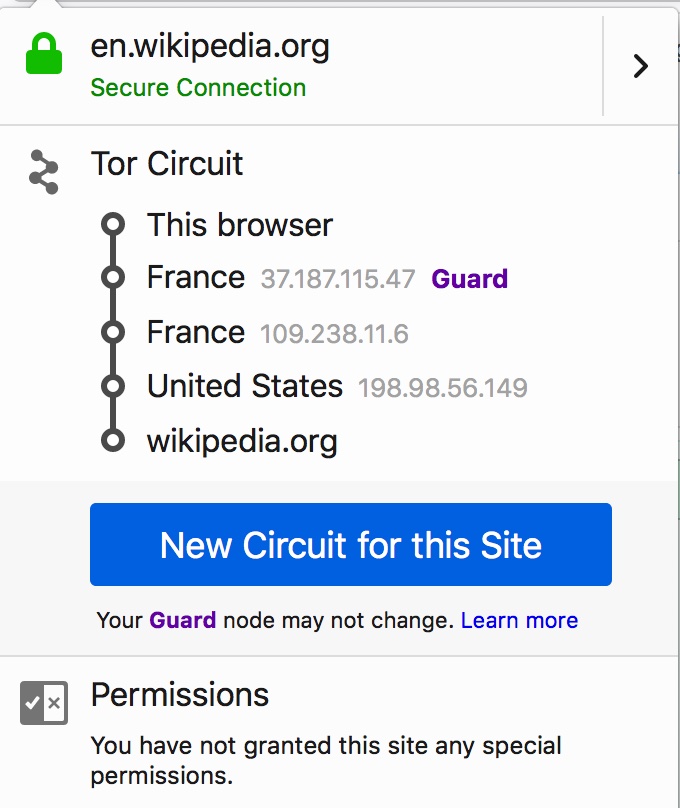 en.wikipedia.org
Secure Connection
Tor Circuit
This browser
France 37.187.115.47 Guard
France 109.238.11.6
United States 198.98.56.149
wikipedia.org
New Circuit for this Site
Your Guard node may not change. Learn more
Permissions
You have not granted this site any special
permissions.